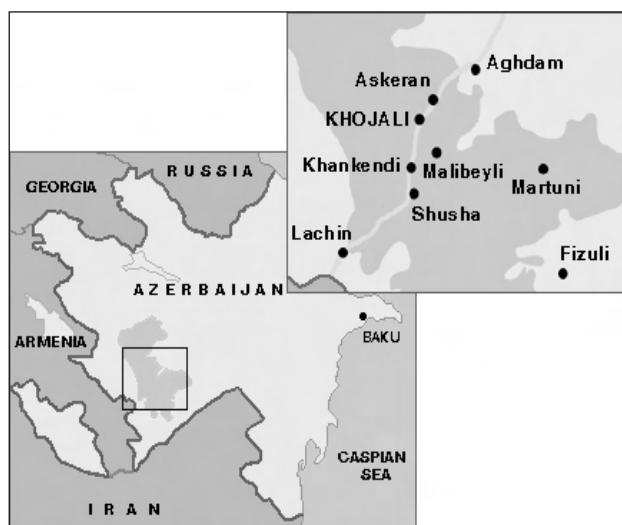 Aghdam
Askeran
KHOJALI
Khankendi
Malibeyli
Martuni
Shusha
Lachin
Fizuli
RUSSIA
GEORGIA
AZERBAIJAN
ARMENIA
BAKU
CASPIAN
SEA
IRAN